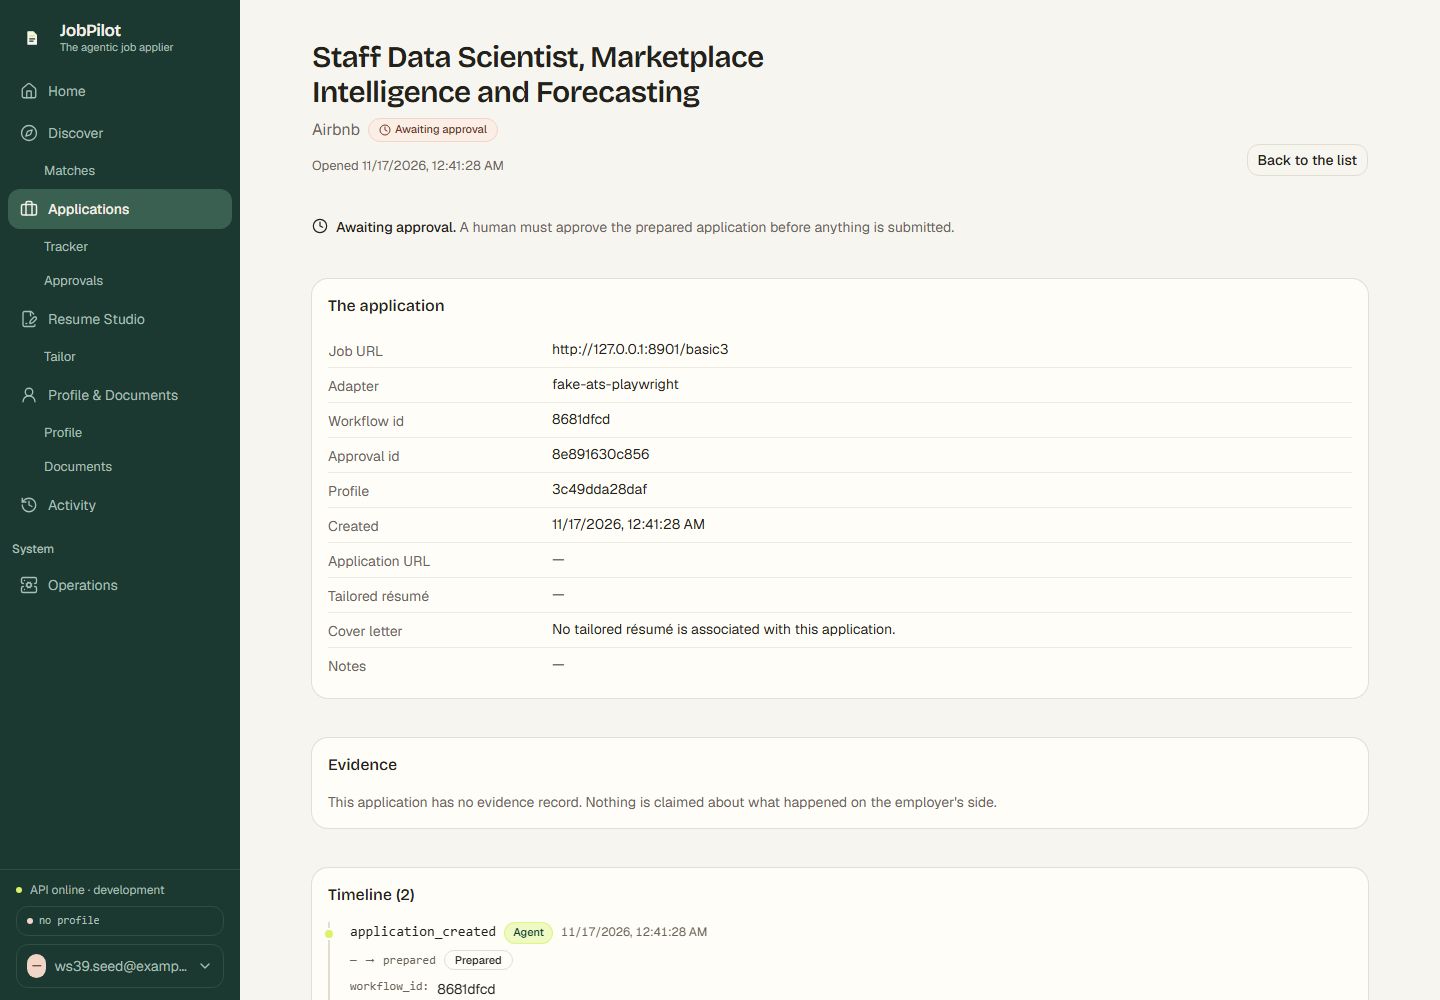 JobPilot
The agentic job applier
Home
Discover
Matches
Applications
Tracker
Approvals
Resume Studio
Tailor
Profile & Documents
Profile
Documents
Activity
System
Operations
API online · development
no profile
ws39.seed@examp...
Staff Data Scientist, Marketplace
Intelligence and Forecasting
Airbnb Awaiting approval
Opened 11/17/2026, 12:41:28 AM
Back to the list
Awaiting approval. A human must approve the prepared application before anything is submitted.
The application
Job URL http://127.0.0.1:8901/basic3
Adapter fake-ats-playwright
Workflow id 8681dfcd
Approval id 8e891630c856
Profile 3c49dda28daf
Created 11/17/2026, 12:41:28 AM
Application URL —
Tailored résumé —
Cover letter No tailored résumé is associated with this application.
Notes —
Evidence
This application has no evidence record. Nothing is claimed about what happened on the employer's side.
Timeline (2)
application_created Agent 11/17/2026, 12:41:28 AM
— → prepared Prepared
workflow_id: 8681dfcd